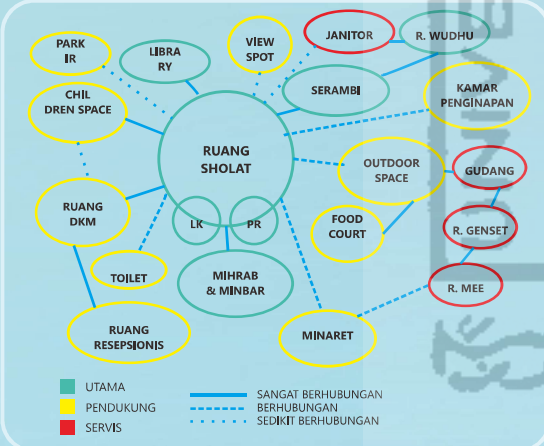 PARK
IR
LIBRA
RY
VIEW
SPOT
JANITOR
R. WUDHU
CHIL
DREN SPACE
SERAMBI
KAMAR
PENGINAPAN
RUANG
SHOLAT
OUTDOOR
SPACE
GUDANG
RUANG
DKM
LK
PR
FOOD
COURT
R. GENSET
TOILET
MIHRAB
& MINBAR
R. MEE
RUANG
RESEPSIONIS
MINARET
UTAMA
PENDUKUNG
SERVIS
SANGAT BERHUBUNGAN
BERHUBUNGAN
SEDIKIT BERHUBUNGAN